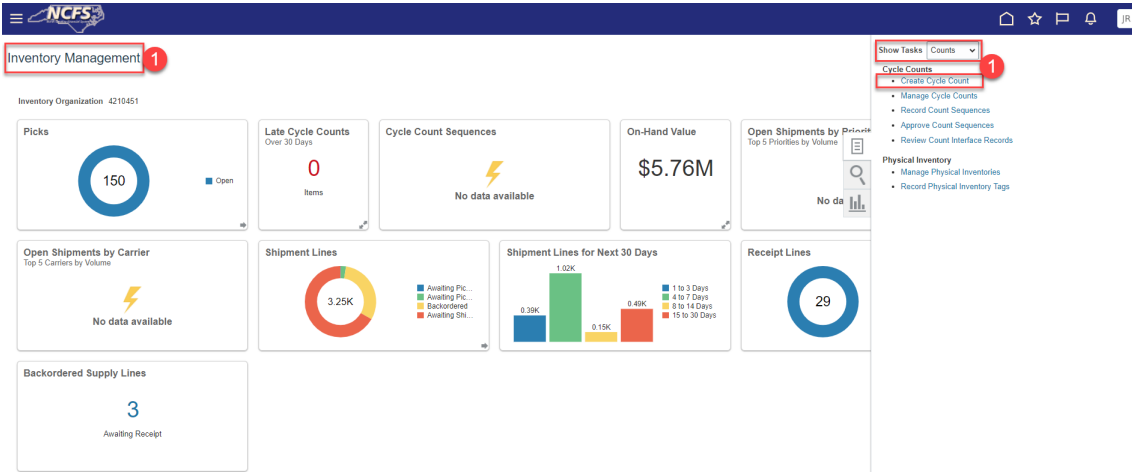 NCFS
JR
Inventory Management
1
Show Tasks Counts
1
Cycle Counts
Create Cycle Count
Manage Cycle Counts
Record Count Sequences
Approve Count Sequences
Review Count Interface Records
Physical Inventory
Manage Physical Inventories
Record Physical Inventory Tags
Inventory Organization 4210451
Picks
150
Open
Late Cycle Counts
Over 30 Days
0
Items
Cycle Count Sequences
No data available
On-Hand Value
$5.76M
Open Shipments by Priorit
Top 5 Priorities by Volume
No da
Open Shipments by Carrier
Top 5 Carriers by Volume
No data available
Shipment Lines
3.25K
Awaiting Pic...
Awaiting Pic...
Backordered
Awaiting Shi...
Shipment Lines for Next 30 Days
0.39K
1.02K
0.15K
0.49K
1 to 3 Days
4 to 7 Days
8 to 14 Days
15 to 30 Days
Receipt Lines
29
Backordered Supply Lines
3
Awaiting Receipt